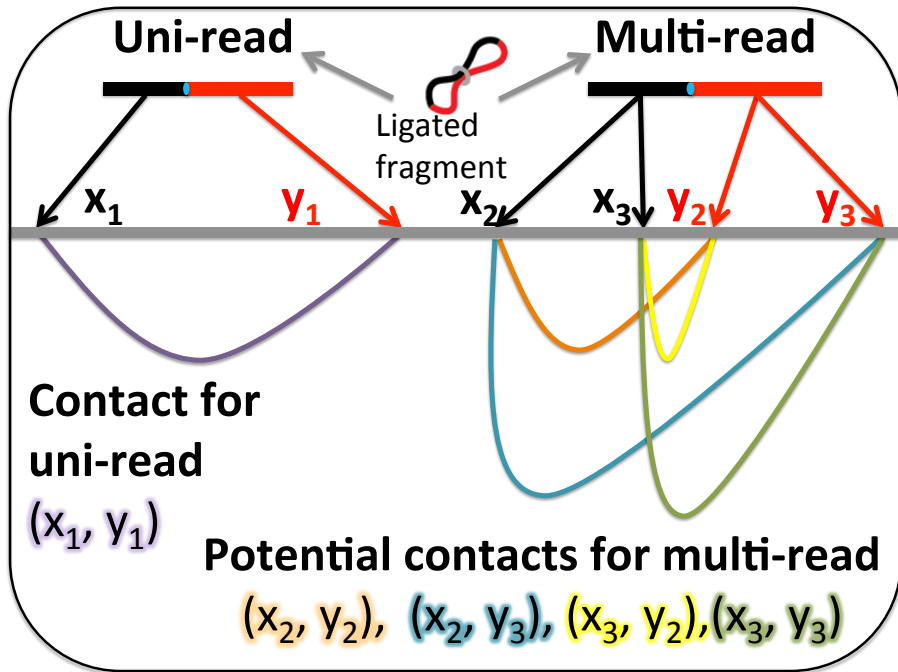 Uni-read
Multi-read
Ligated
fragment
x₁
y₁
x₂
x₃
y₂
y₃
Contact for
uni-read
(x₁, y₁)
Potential contacts for multi-read
(x₂, y₂), (x₂, y₃), (x₃, y₂),(x₃, y₃)